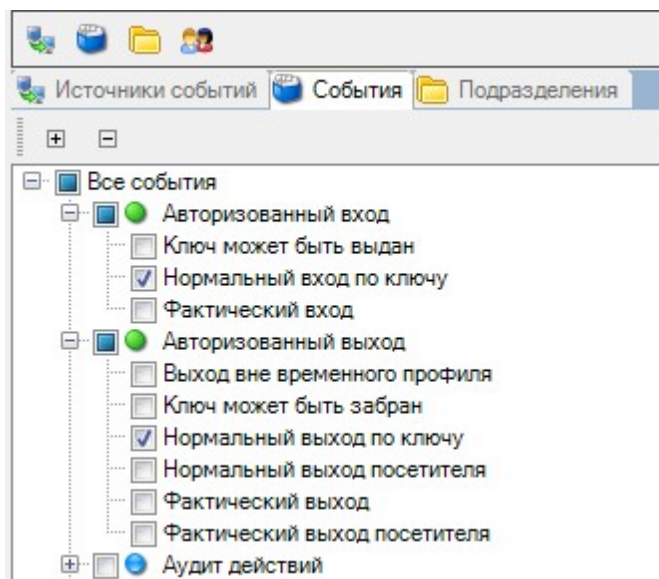 Источники событий События Подразделения
Все события
Авторизованный вход
Ключ может быть выдан
Нормальный вход по ключу
Фактический вход
Авторизованный выход
Выход вне временного профиля
Ключ может быть забран
Нормальный выход по ключу
Нормальный выход посетителя
Фактический выход
Фактический выход посетителя
Аудит действий